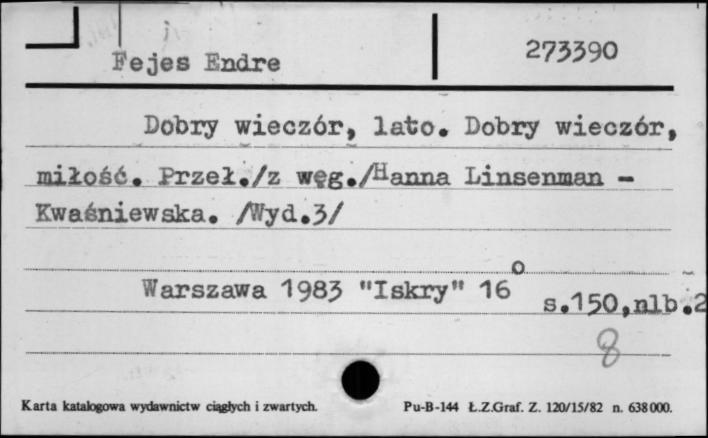 Fejes Endre 273390
Dobry wieczór, lato. Dobry wieczór,
miłość. Przeł./z węg./Hanna Linsenman -
Kwaśniewska. /Wyd.3/
Warszawa 1983 "Iskry" 16o
s.150,nlb.2
8
Karta katalogowa wydawnictw ciągłych i zwartych. Pu-B-144 Ł.Z.Graf. Z. 120/15/82 n. 638000.